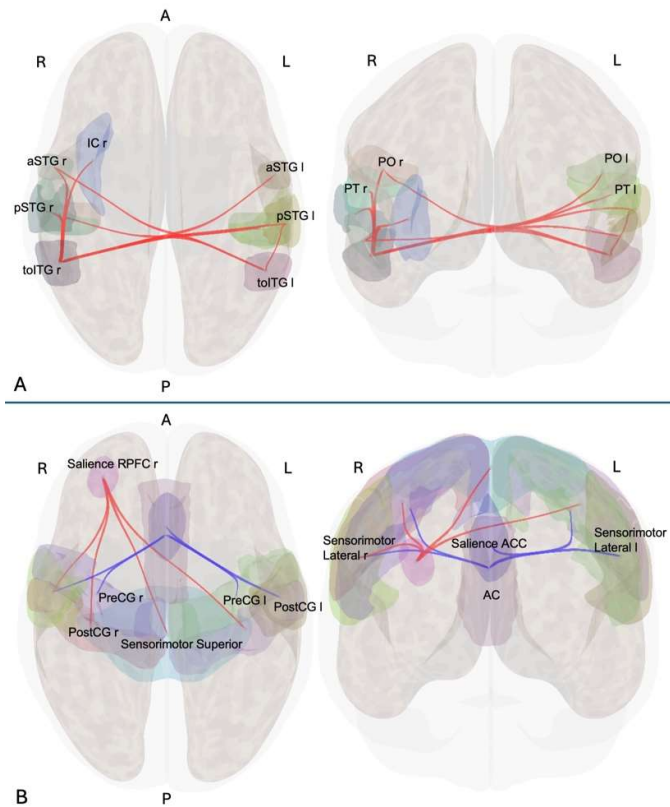 A
R
L
R
L
IC r
aSTG r
aSTG l
pSTG r
pSTG l
toITG r
toITG l
PO r
PO l
PT r
PT l
A
P
A
R
L
R
L
Salience RPFC r
PreCG r
PreCG l
PostCG l
PostCG r
Sensorimotor Superior
Sensorimotor
Lateral r
Salience ACC
Sensorimotor
Lateral l
AC
B
P